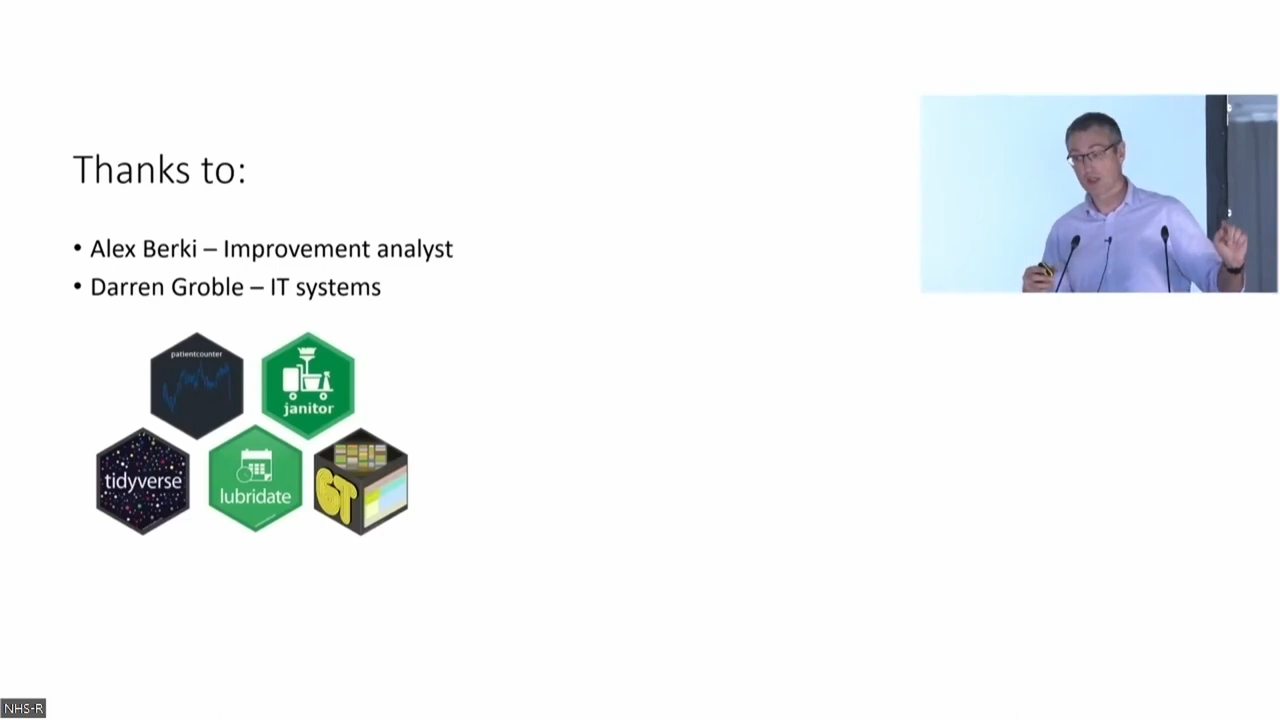 Thanks to:
• Alex Berki – Improvement analyst
• Darren Groble – IT systems
patientcounter
janitor
tidyverse
lubridate
GT
NHS-R